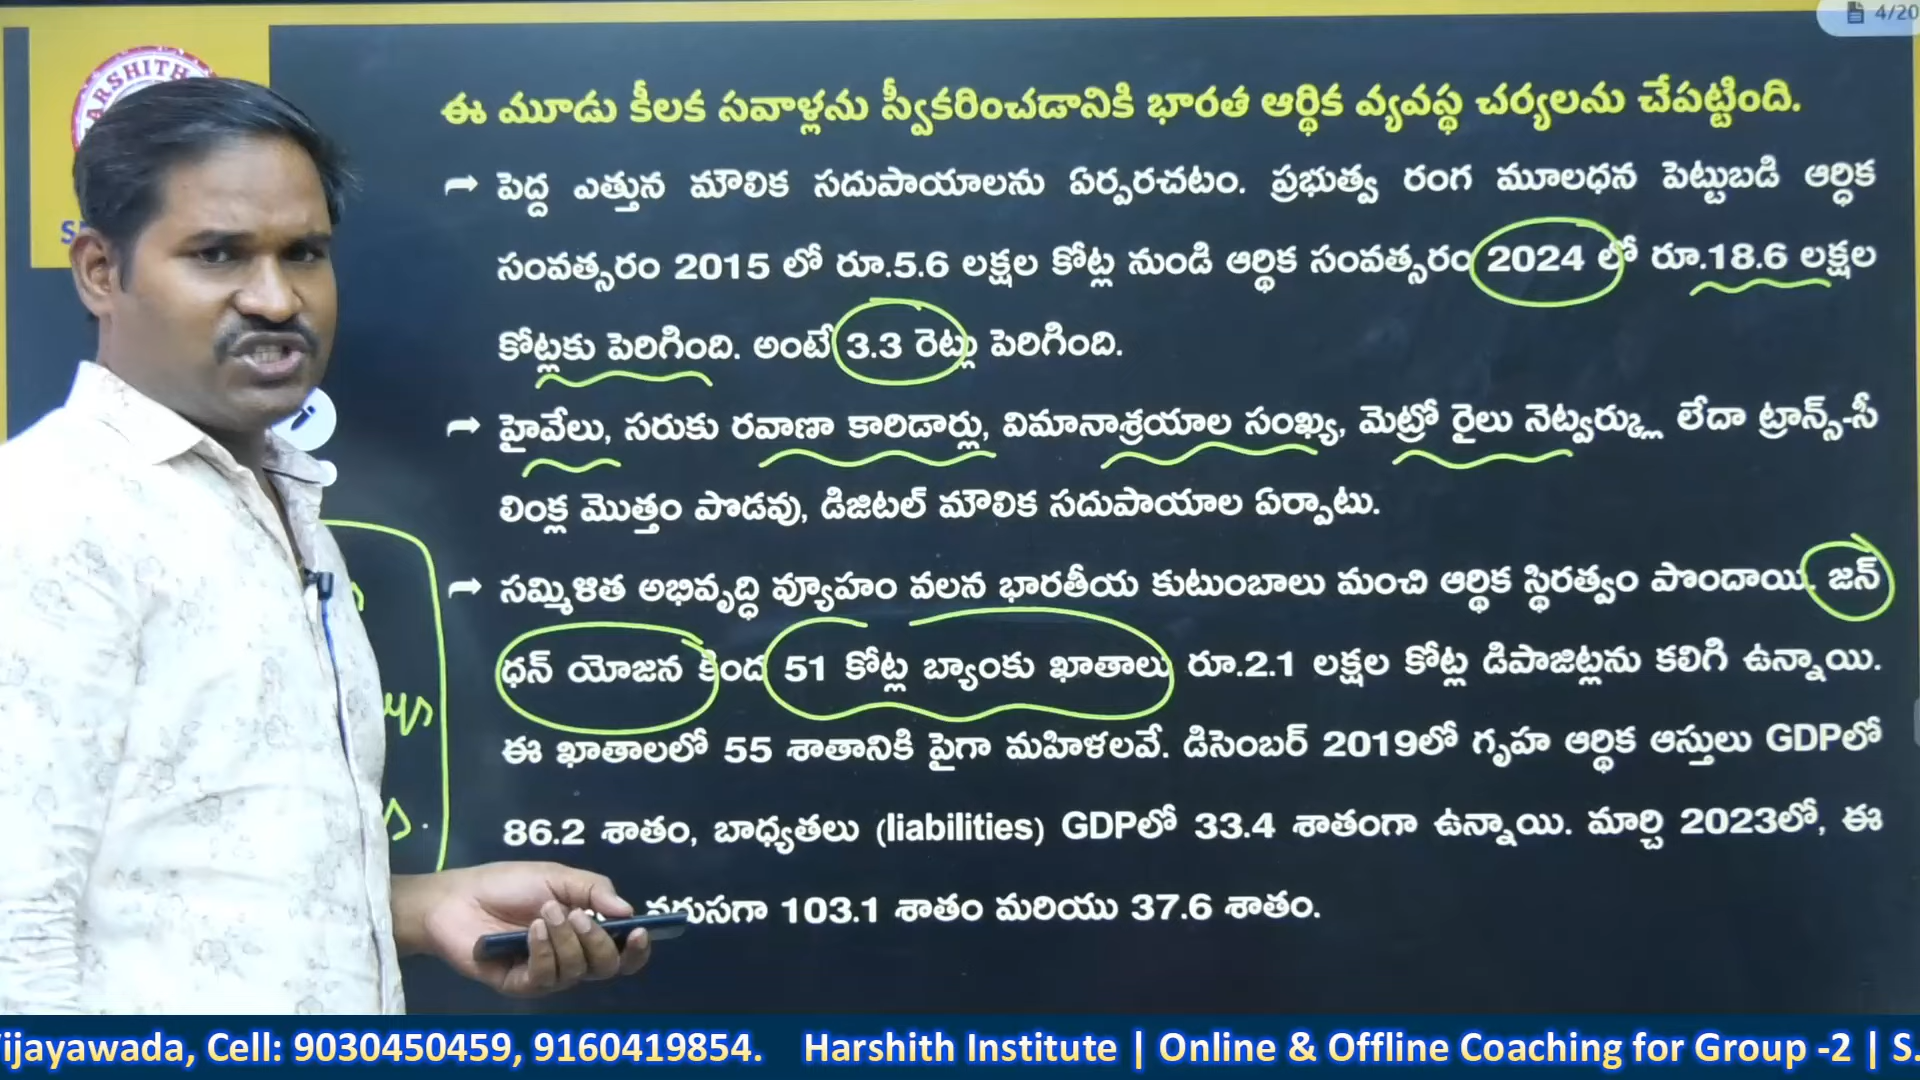 4/20
ARSHITH
ఈ మూడు కీలక సవాళ్లను స్వీకరించడానికి భారత ఆర్థిక వ్యవస్థ చర్యలను చేపట్టింది.
పెద్ద ఎత్తున మౌలిక సదుపాయాలను ఏర్పరచటం. ప్రభుత్వ రంగ మూలధన పెట్టుబడి ఆర్థిక
సంవత్సరం 2015 లో రూ.5.6 లక్షల కోట్ల నుండి ఆర్థిక సంవత్సరం 2024 లో రూ.18.6 లక్షల
కోట్లకు పెరిగింది. అంటే 3.3 రెట్లు పెరిగింది.
హైవేలు, సరుకు రవాణా కారిడార్లు, విమానాశ్రయాల సంఖ్య, మెట్రో రైలు నెట్వర్క్లు లేదా ట్రాన్స్-సీ
లింక్ల మొత్తం పొడవు, డిజిటల్ మౌలిక సదుపాయాల ఏర్పాటు.
సమ్మిళిత అభివృద్ధి వ్యూహం వలన భారతీయ కుటుంబాలు మంచి ఆర్థిక స్థిరత్వం పొందాయి. జన్
ధన్ యోజన కింద 51 కోట్ల బ్యాంకు ఖాతాలు రూ.2.1 లక్షల కోట్ల డిపాజిట్లను కలిగి ఉన్నాయి.
ఈ ఖాతాలలో 55 శాతానికి పైగా మహిళలవే. డిసెంబర్ 2019లో గృహ ఆర్థిక ఆస్తులు GDPలో
86.2 శాతం, బాధ్యతలు (liabilities) GDPలో 33.4 శాతంగా ఉన్నాయి. మార్చి 2023లో, ఈ
వరుసగా 103.1 శాతం మరియు 37.6 శాతం.
ijayawada, Cell: 9030450459, 9160419854. Harshith Institute | Online & Offline Coaching for Group -2 | S.